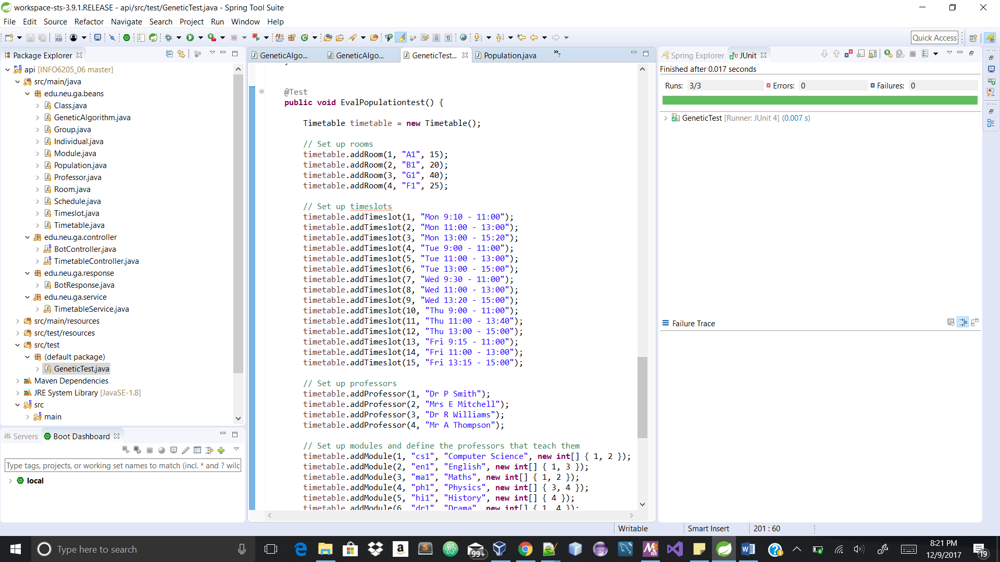 workspace-sts-3.9.1.RELEASE - api/src/test/GeneticTest.java - Spring Tool Suite
File Edit Source Refactor Navigate Search Project Run Window Help
Quick Access
Package Explorer
api [INFO6205_06 master]
src/main/java
edu.neu.ga.beans
Class.java
GeneticAlgorithm.java
Group.java
Individual.java
Module.java
Population.java
Professor.java
Room.java
Schedule.java
Timeslot.java
Timetable.java
edu.neu.ga.controller
BotController.java
TimetableController.java
edu.neu.ga.response
BotResponse.java
edu.neu.ga.service
TimetableService.java
src/main/resources
src/test/resources
src/test
(default package)
GeneticTest.java
Maven Dependencies
JRE System Library [JavaSE-1.8]
src
main
Servers Boot Dashboard
Type tags, projects, or working set names to match (incl. * and ? wilc
local
GeneticAlgo... GeneticAlgo... GeneticTest... Population.java »7
}
@Test
public void EvalPopulationtest() {
Timetable timetable = new Timetable();
// Set up rooms
timetable.addRoom(1, "A1", 15);
timetable.addRoom(2, "B1", 20);
timetable.addRoom(3, "G1", 40);
timetable.addRoom(4, "F1", 25);
// Set up timeslots
timetable.addTimeslot(1, "Mon 9:10 - 11:00");
timetable.addTimeslot(2, "Mon 11:00 - 13:00");
timetable.addTimeslot(3, "Mon 13:00 - 15:20");
timetable.addTimeslot(4, "Tue 9:00 - 11:00");
timetable.addTimeslot(5, "Tue 11:00 - 13:00");
timetable.addTimeslot(6, "Tue 13:00 - 15:00");
timetable.addTimeslot(7, "Wed 9:30 - 11:00");
timetable.addTimeslot(8, "Wed 11:00 - 13:00");
timetable.addTimeslot(9, "Wed 13:20 - 15:00");
timetable.addTimeslot(10, "Thu 9:00 - 11:00");
timetable.addTimeslot(11, "Thu 11:00 - 13:40");
timetable.addTimeslot(12, "Thu 13:00 - 15:00");
timetable.addTimeslot(13, "Fri 9:15 - 11:00");
timetable.addTimeslot(14, "Fri 11:00 - 13:00");
timetable.addTimeslot(15, "Fri 13:15 - 15:00");
// Set up professors
timetable.addProfessor(1, "Dr P Smith");
timetable.addProfessor(2, "Mrs E Mitchell");
timetable.addProfessor(3, "Dr R Williams");
timetable.addProfessor(4, "Mr A Thompson");
// Set up modules and define the professors that teach them
timetable.addModule(1, "cs1", "Computer Science", new int[] { 1, 2 });
timetable.addModule(2, "en1", "English", new int[] { 1, 3 });
timetable.addModule(3, "ma1", "Maths", new int[] { 1, 2 });
timetable.addModule(4, "ph1", "Physics", new int[] { 3, 4 });
timetable.addModule(5, "hi1", "History", new int[] { 4 });
timetable.addModule(6, "dr1", "Drama", new int[] { 1, 4 });
Spring Explorer JUnit
Finished after 0.017 seconds
Runs: 3/3 Errors: 0 Failures: 0
GeneticTest [Runner: JUnit 4] (0.007 s)
Failure Trace
Writable Smart Insert 201 : 60
Type here to search
99+
8:21 PM
12/9/2017
19